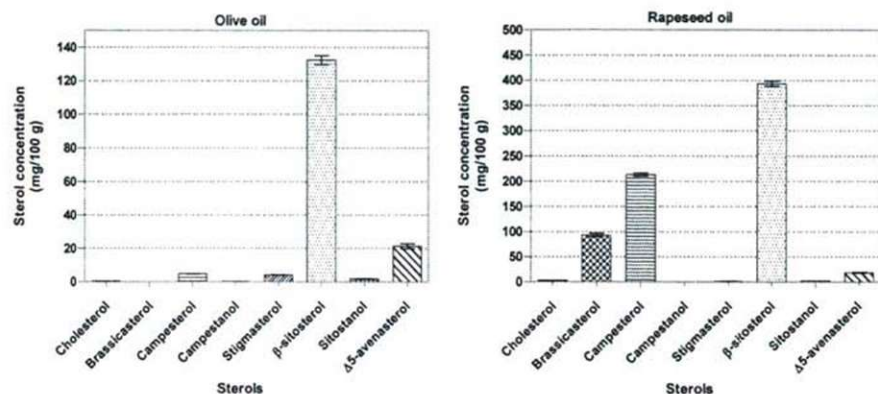 Olive oil
Sterol concentration
(mg/100 g)
140
120
100
80
60
40
20
0
Cholesterol
Brassicasterol
Campesterol
Campestanol
Stigmasterol
β-sitosterol
Sitostanol
Δ5-avenasterol
Sterols
Rapeseed oil
Sterol concentration
(mg/100 g)
500
450
400
350
300
250
200
150
100
50
0
Cholesterol
Brassicasterol
Campesterol
Campestanol
Stigmasterol
β-sitosterol
Sitostanol
Δ5-avenasterol
Sterols